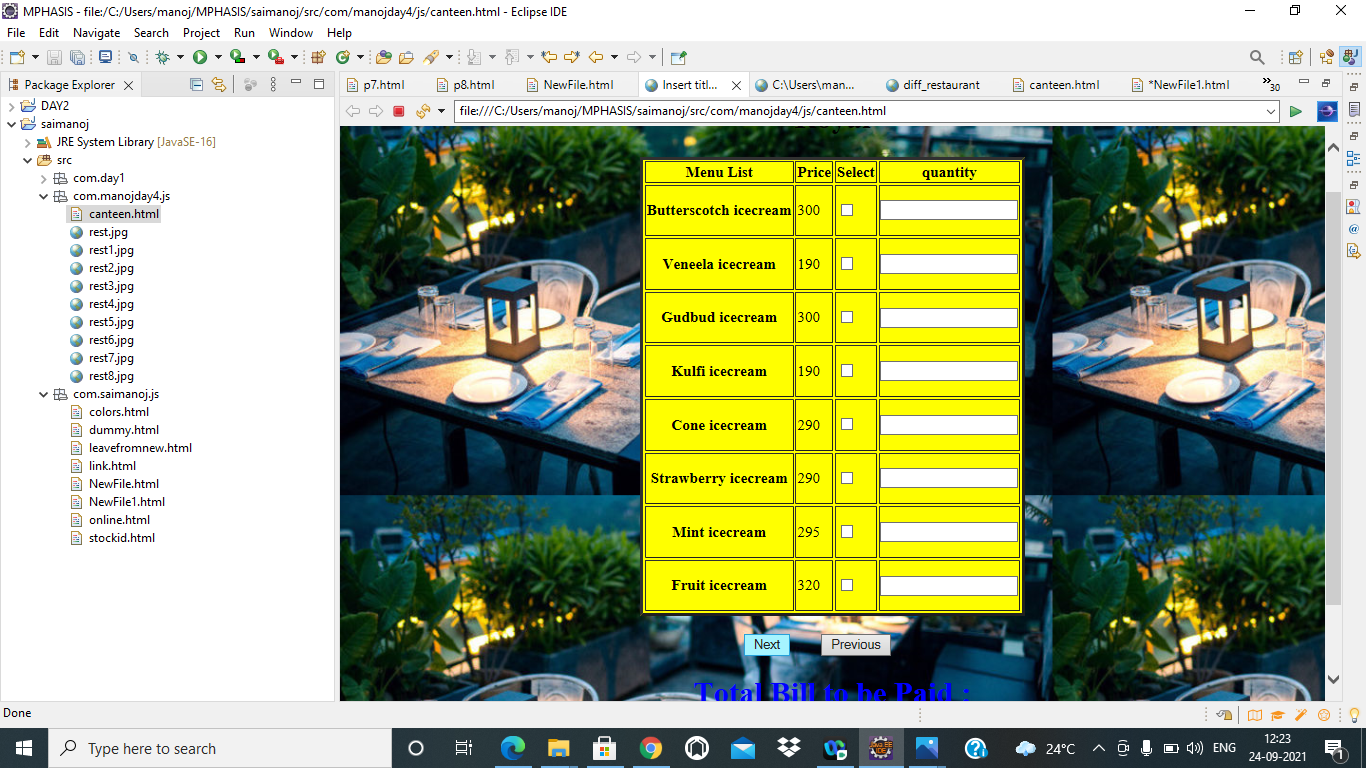 MPHASIS - file:/C:/Users/manoj/MPHASIS/saimanoj/src/com/manojday4/js/canteen.html - Eclipse IDE
File Edit Navigate Search Project Run Window Help
Package Explorer
p7.html p8.html NewFile.html Insert titl... C:\Users\man... diff_restaurant canteen.html *NewFile1.html 30
file:///C:/Users/manoj/MPHASIS/saimanoj/src/com/manojday4/js/canteen.html
DAY2
saimanoj
JRE System Library [JavaSE-16]
src
com.day1
com.manojday4.js
canteen.html
rest.jpg
rest1.jpg
rest2.jpg
rest3.jpg
rest4.jpg
rest5.jpg
rest6.jpg
rest7.jpg
rest8.jpg
com.saimanoj.js
colors.html
dummy.html
leavefromnew.html
link.html
NewFile.html
NewFile1.html
online.html
stockid.html
Menu List Price Select quantity
Butterscotch icecream 300
Veneela icecream 190
Gudbud icecream 300
Kulfi icecream 190
Cone icecream 290
Strawberry icecream 290
Mint icecream 295
Fruit icecream 320
Next Previous
Total Bill to be Paid :
Done
Type here to search
24°C ENG 12:23
24-09-2021
1